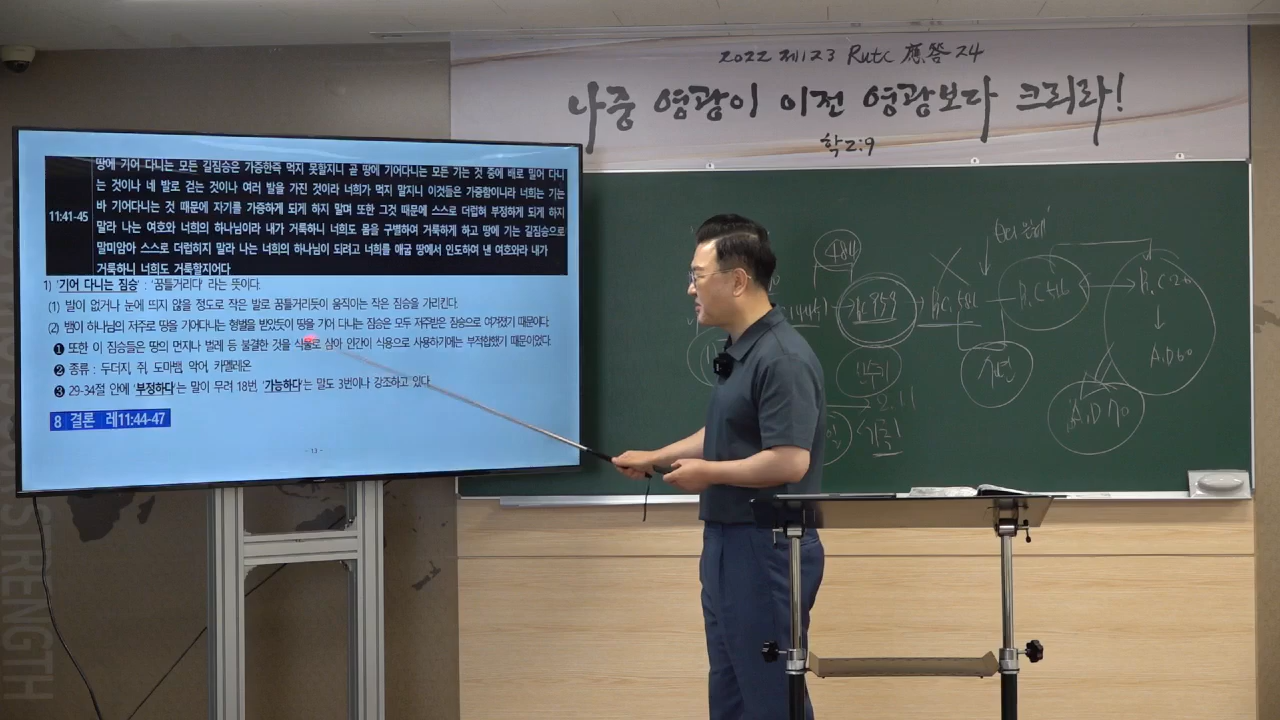 2022 제123 Rutc 應答 24
나중 영광이 이전 영광보다 크리라!
학2:9
땅에 기어 다니는 모든 길짐승은 가증한즉 먹지 못할지니 곧 땅에 기어다니는 모든 기는 것 중에 배로 밀어 다니
는 것이나 네 발로 걷는 것이나 여러 발을 가진 것이라 너희가 먹지 말지니 이것들은 가증함이니라 너희는 기는
11:41-45
바 기어다니는 것 때문에 자기를 가증하게 되게 하지 말며 또한 그것 때문에 스스로 더럽혀 부정하게 되게 하지
말라 나는 여호와 너희의 하나님이라 내가 거룩하니 너희도 몸을 구별하여 거룩하게 하고 땅에 기는 길짐승으로
말미암아 스스로 더럽히지 말라 나는 너희의 하나님이 되려고 너희를 애굽 땅에서 인도하여 낸 여호와라 내가
거룩하니 너희도 거룩할지어다
1) '기어 다니는 짐승' : '꿈틀거리다' 라는 뜻이다.
(1) 발이 없거나 눈에 띄지 않을 정도로 작은 발로 꿈틀거리듯이 움직이는 작은 짐승을 가리킨다.
(2) 뱀이 하나님의 저주로 땅을 기어다니는 형벌을 받았듯이 땅을 기어 다니는 짐승은 모두 저주받은 짐승으로 여겨졌기 때문이다.
❶ 또한 이 짐승들은 땅의 먼지나 벌레 등 불결한 것을 식물로 삼아 인간이 식용으로 사용하기에는 부적합했기 때문이었다.
❷ 종류 : 두더지, 쥐, 도마뱀, 악어, 카멜레온
❸ 29-34절 안에 '부정하다'는 말이 무려 18번 '가능하다'는 말도 3번이나 강조하고 있다.
8 결론 레11:44-47
- 13 -
484
BC 959
B.C 586
B.C 516
A.D 60
A.D 70
STRENGTH